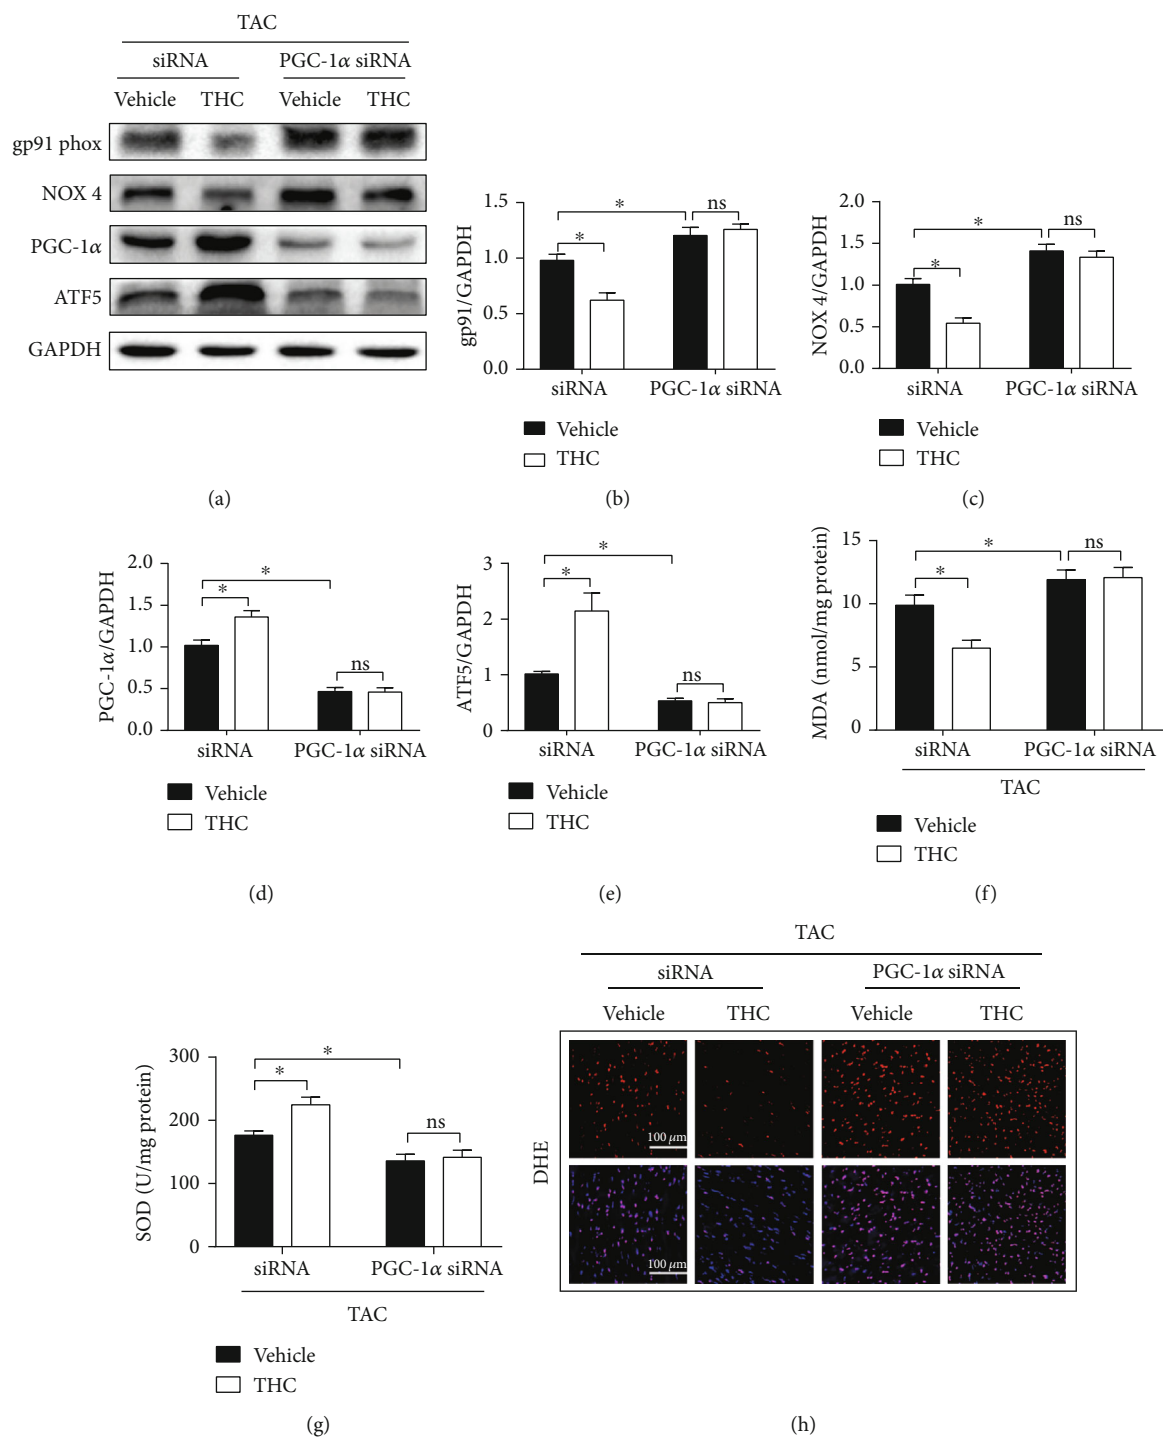 TAC
siRNA PGC-1α siRNA
Vehicle THC Vehicle THC
gp91 phox
NOX 4
PGC-1α
ATF5
GAPDH
(a)
gp91/GAPDH
1.5
1.0
0.5
0.0
*
*
ns
siRNA PGC-1α siRNA
Vehicle
THC
(b)
NOX 4/GAPDH
2.0
1.5
1.0
0.5
0.0
*
*
ns
siRNA PGC-1α siRNA
Vehicle
THC
(c)
PGC-1α/GAPDH
2.0
1.5
1.0
0.5
0.0
*
*
ns
siRNA PGC-1α siRNA
Vehicle
THC
(d)
ATF5/GAPDH
3
2
1
0
*
*
ns
siRNA PGC-1α siRNA
Vehicle
THC
(e)
MDA (nmol/mg protein)
15
10
5
0
*
*
ns
siRNA PGC-1α siRNA
TAC
Vehicle
THC
(f)
SOD (U/mg protein)
300
200
100
0
*
*
ns
siRNA PGC-1α siRNA
TAC
Vehicle
THC
(g)
TAC
siRNA PGC-1α siRNA
Vehicle THC Vehicle THC
DHE
100 μm
100 μm
(h)